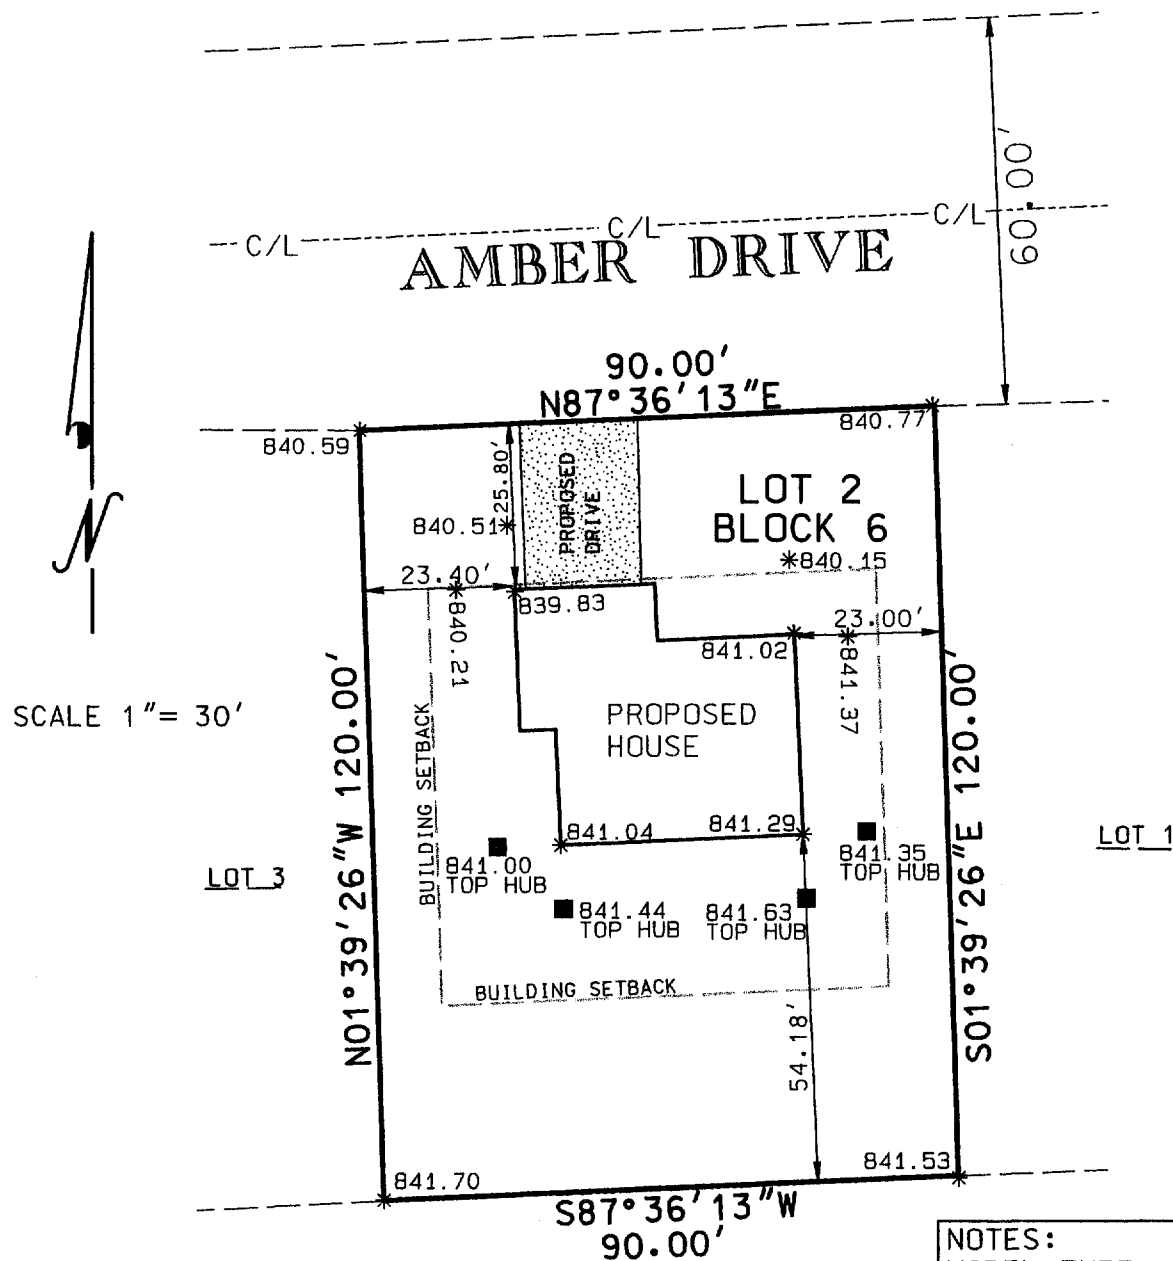 60.00'
C/L
C/L
C/L
AMBER DRIVE
90.00'
N87°36'13"E
840.59
840.77
25.80'
PROPOSED
DRIVE
LOT 2
BLOCK 6
840.51
840.15
23.40'
839.83
840.21
23.00'
841.02
841.37
N
SCALE 1"= 30'
PROPOSED
HOUSE
BUILDING SETBACK
N01°39'26"W 120.00'
S01°39'26"E 120.00'
841.04
841.29
841.00
TOP HUB
841.35
TOP HUB
LOT 1
LOT 3
841.44
TOP HUB
841.63
TOP HUB
BUILDING SETBACK
54.18'
841.70
841.53
S87°36'13"W
90.00'
NOTES: